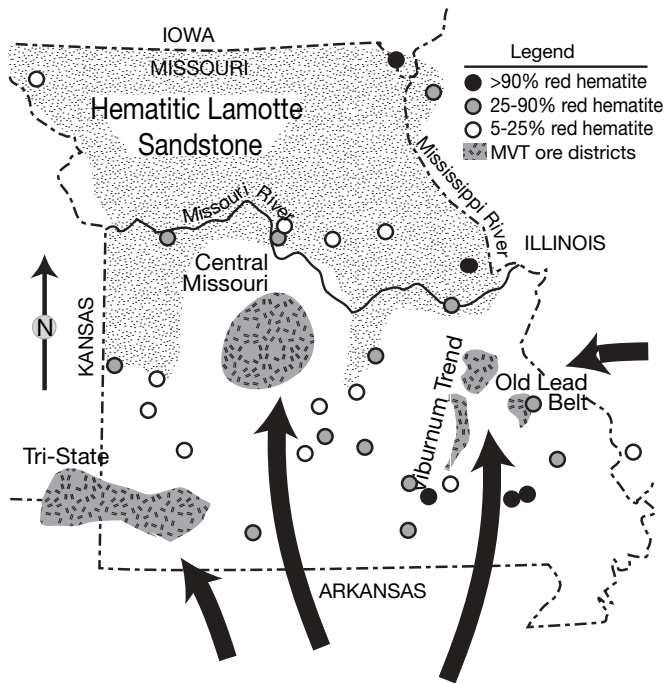 IOWA
MISSOURI
Hematitic Lamotte
Sandstone
Legend
>90% red hematite
25-90% red hematite
5-25% red hematite
MVT ore districts
Mississippi River
Missouri River
ILLINOIS
Central
Missouri
N
KANSAS
Viburnum Trend
Old Lead
Belt
Tri-State
ARKANSAS